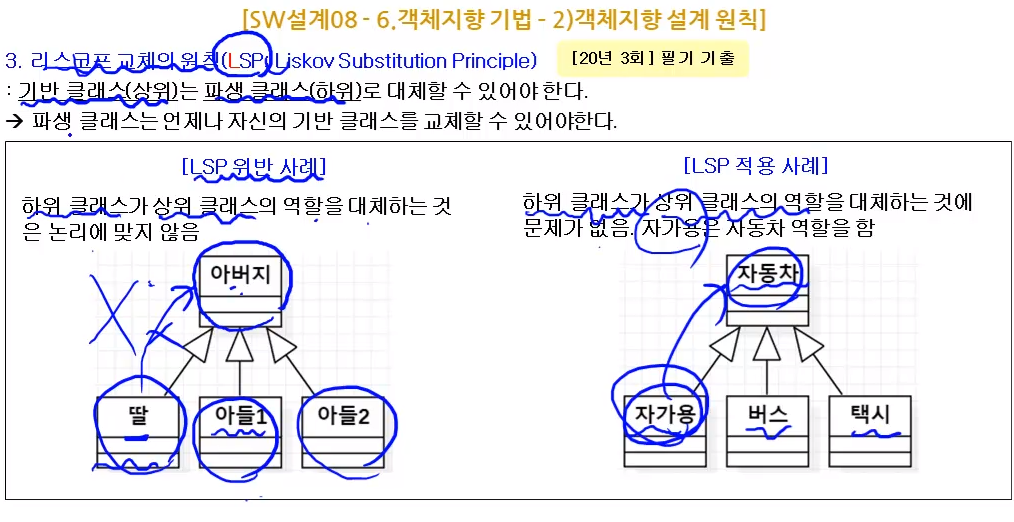 [SW설계08 - 6.객체지향 기법 - 2)객체지향 설계 원칙]
3. 리스코프 교체의 원칙(LSP, Liskov Substitution Principle)
[20년 3회] 필기 기출
: 기반 클래스(상위)는 파생 클래스(하위)로 대체할 수 있어야 한다.
→ 파생 클래스는 언제나 자신의 기반 클래스를 교체할 수 있어야한다.
[LSP 위반 사례]
하위 클래스가 상위 클래스의 역할을 대체하는 것
은 논리에 맞지 않음
아버지
딸
아들1
아들2
[LSP 적용 사례]
하위 클래스가 상위 클래스의 역할을 대체하는 것에
문제가 없음. 자가용은 자동차 역할을 함
자동차
자가용
버스
택시